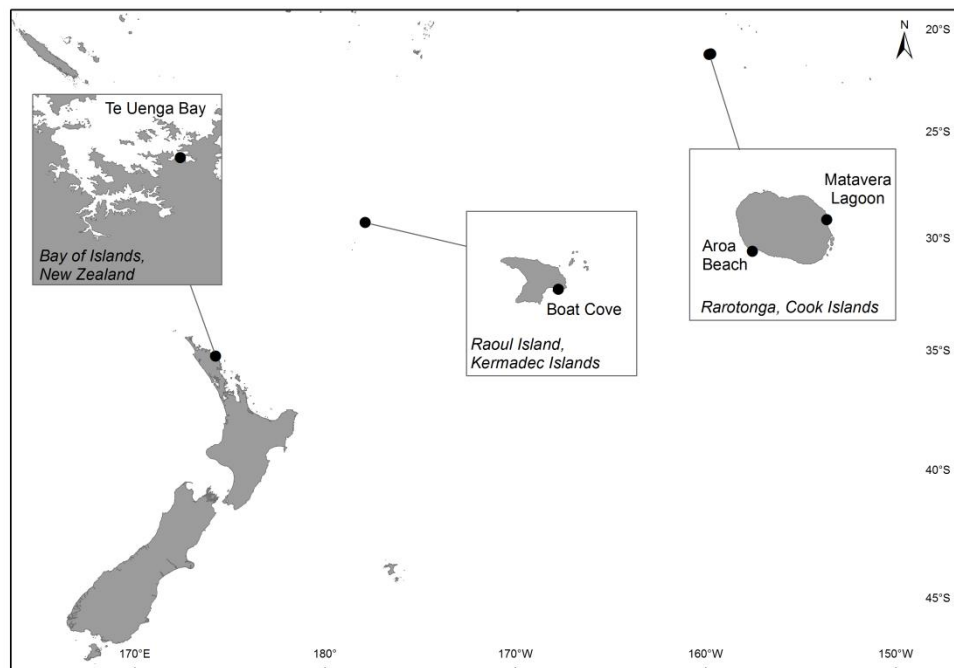 N
20°S
Te Uenga Bay
25°S
Matavera
Lagoon
Bay of Islands,
New Zealand
30°S
Aroa
Beach
Boat Cove
Rarotonga, Cook Islands
Raoul Island,
Kermadec Islands
35°S
40°S
45°S
170°E
180°
170°W
160°W
150°W